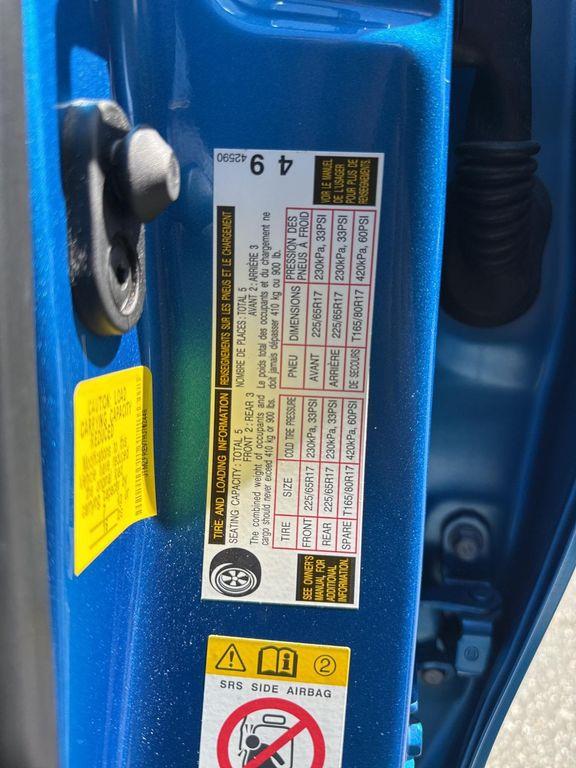 TIRE AND LOADING INFORMATION
RENSEIGNEMENTS SUR LES PNEUS ET LE CHARGEMENT
SEATING CAPACITY: TOTAL 5
FRONT 2: REAR 3
NOMBRE DE PLACES: TOTAL 5
AVANT 2: ARRIÈRE 3
The combined weight of occupants and
cargo should never exceed 410 kg or 900 lbs.
Le poids total des occupants et du chargement ne
doit jamais dépasser 410 kg ou 900 lb.
TIRE SIZE COLD TIRE PRESSURE
FRONT 225/65R17 230kPa, 33PSI
REAR 225/65R17 230kPa, 33PSI
SPARE T165/80R17 420kPa, 60PSI
PNEU DIMENSIONS PRESSION DES
PNEUS À FROID
AVANT 225/65R17 230kPa, 33PSI
ARRIÈRE 225/65R17 230kPa, 33PSI
DE SECOURS T165/80R17 420kPa, 60PSI
SEE OWNER'S
MANUAL FOR
ADDITIONAL
INFORMATION
VOIR LE MANUEL
DE L'USAGER
POUR PLUS DE
RENSEIGNEMENTS.
4 9
42590
CAUTION: LOAD
CARRYING CAPACITY
REDUCED
2
SRS SIDE AIRBAG